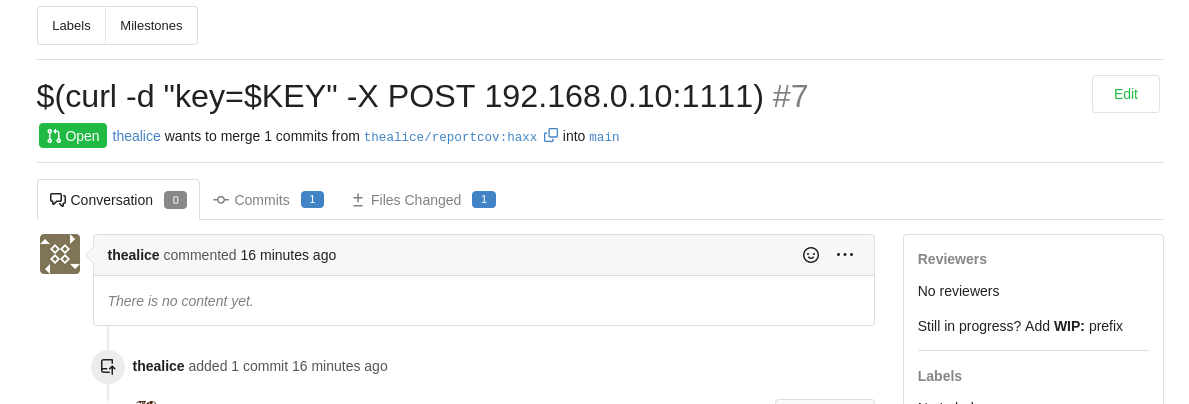 Labels Milestones
$(curl -d "key=$KEY" -X POST 192.168.0.10:1111) #7
Edit
Open thealice wants to merge 1 commits from thealice/reportcov:haxx into main
Conversation 0 Commits 1 Files Changed 1
thealice commented 16 minutes ago
There is no content yet.
thealice added 1 commit 16 minutes ago
Reviewers
No reviewers
Still in progress? Add WIP: prefix
Labels